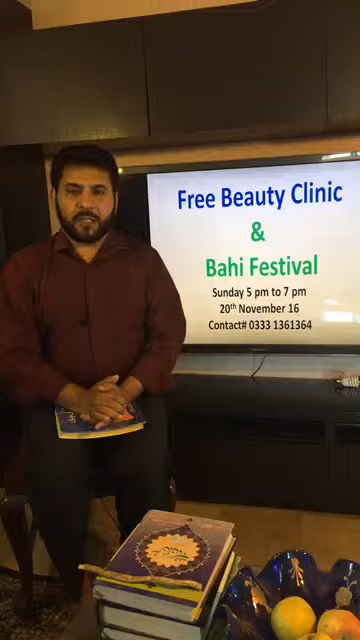 Free Beauty Clinic
&
Bahi Festival
Sunday 5 pm to 7 pm
20th November 16
Contact# 0333 1361364